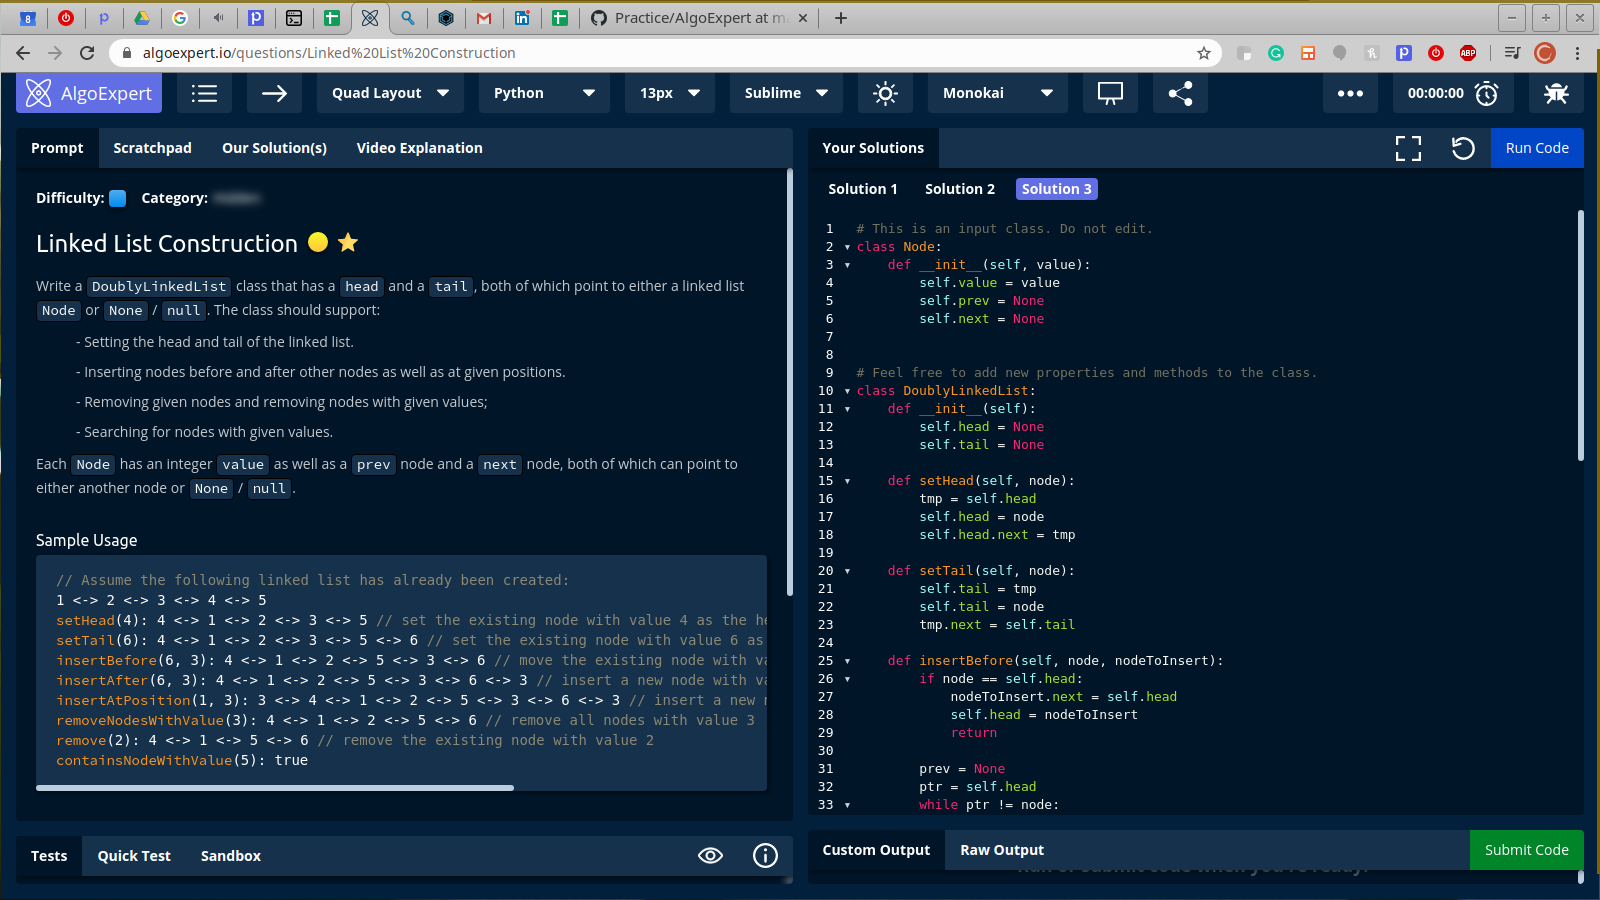 8
Practice/AlgoExpert at m
algoexpert.io/questions/Linked%20List%20Construction
ABP
AlgoExpert
Quad Layout
Python
13px
Sublime
Monokai
00:00:00
Prompt
Scratchpad
Our Solution(s)
Video Explanation
Difficulty:
Category:
Linked List Construction
Write a DoublyLinkedList class that has a head and a tail, both of which point to either a linked list
Node or None / null. The class should support:
- Setting the head and tail of the linked list.
- Inserting nodes before and after other nodes as well as at given positions.
- Removing given nodes and removing nodes with given values;
- Searching for nodes with given values.
Each Node has an integer value as well as a prev node and a next node, both of which can point to
either another node or None / null.
Sample Usage
// Assume the following linked list has already been created:
1 <-> 2 <-> 3 <-> 4 <-> 5
setHead(4): 4 <-> 1 <-> 2 <-> 3 <-> 5 // set the existing node with value 4 as the he
setTail(6): 4 <-> 1 <-> 2 <-> 3 <-> 5 <-> 6 // set the existing node with value 6 as
insertBefore(6, 3): 4 <-> 1 <-> 2 <-> 5 <-> 3 <-> 6 // move the existing node with va
insertAfter(6, 3): 4 <-> 1 <-> 2 <-> 5 <-> 3 <-> 6 <-> 3 // insert a new node with va
insertAtPosition(1, 3): 3 <-> 4 <-> 1 <-> 2 <-> 5 <-> 3 <-> 6 <-> 3 // insert a new
removeNodesWithValue(3): 4 <-> 1 <-> 2 <-> 5 <-> 6 // remove all nodes with value 3
remove(2): 4 <-> 1 <-> 5 <-> 6 // remove the existing node with value 2
containsNodeWithValue(5): true
Tests
Quick Test
Sandbox
Your Solutions
Run Code
Solution 1
Solution 2
Solution 3
1 # This is an input class. Do not edit.
2 class Node:
3 def __init__(self, value):
4 self.value = value
5 self.prev = None
6 self.next = None
7
8
9 # Feel free to add new properties and methods to the class.
10 class DoublyLinkedList:
11 def __init__(self):
12 self.head = None
13 self.tail = None
14
15 def setHead(self, node):
16 tmp = self.head
17 self.head = node
18 self.head.next = tmp
19
20 def setTail(self, node):
21 self.tail = tmp
22 self.tail = node
23 tmp.next = self.tail
24
25 def insertBefore(self, node, nodeToInsert):
26 if node == self.head:
27 nodeToInsert.next = self.head
28 self.head = nodeToInsert
29 return
30
31 prev = None
32 ptr = self.head
33 while ptr != node:
Custom Output
Raw Output
Submit Code
Run or submit code when you're ready.